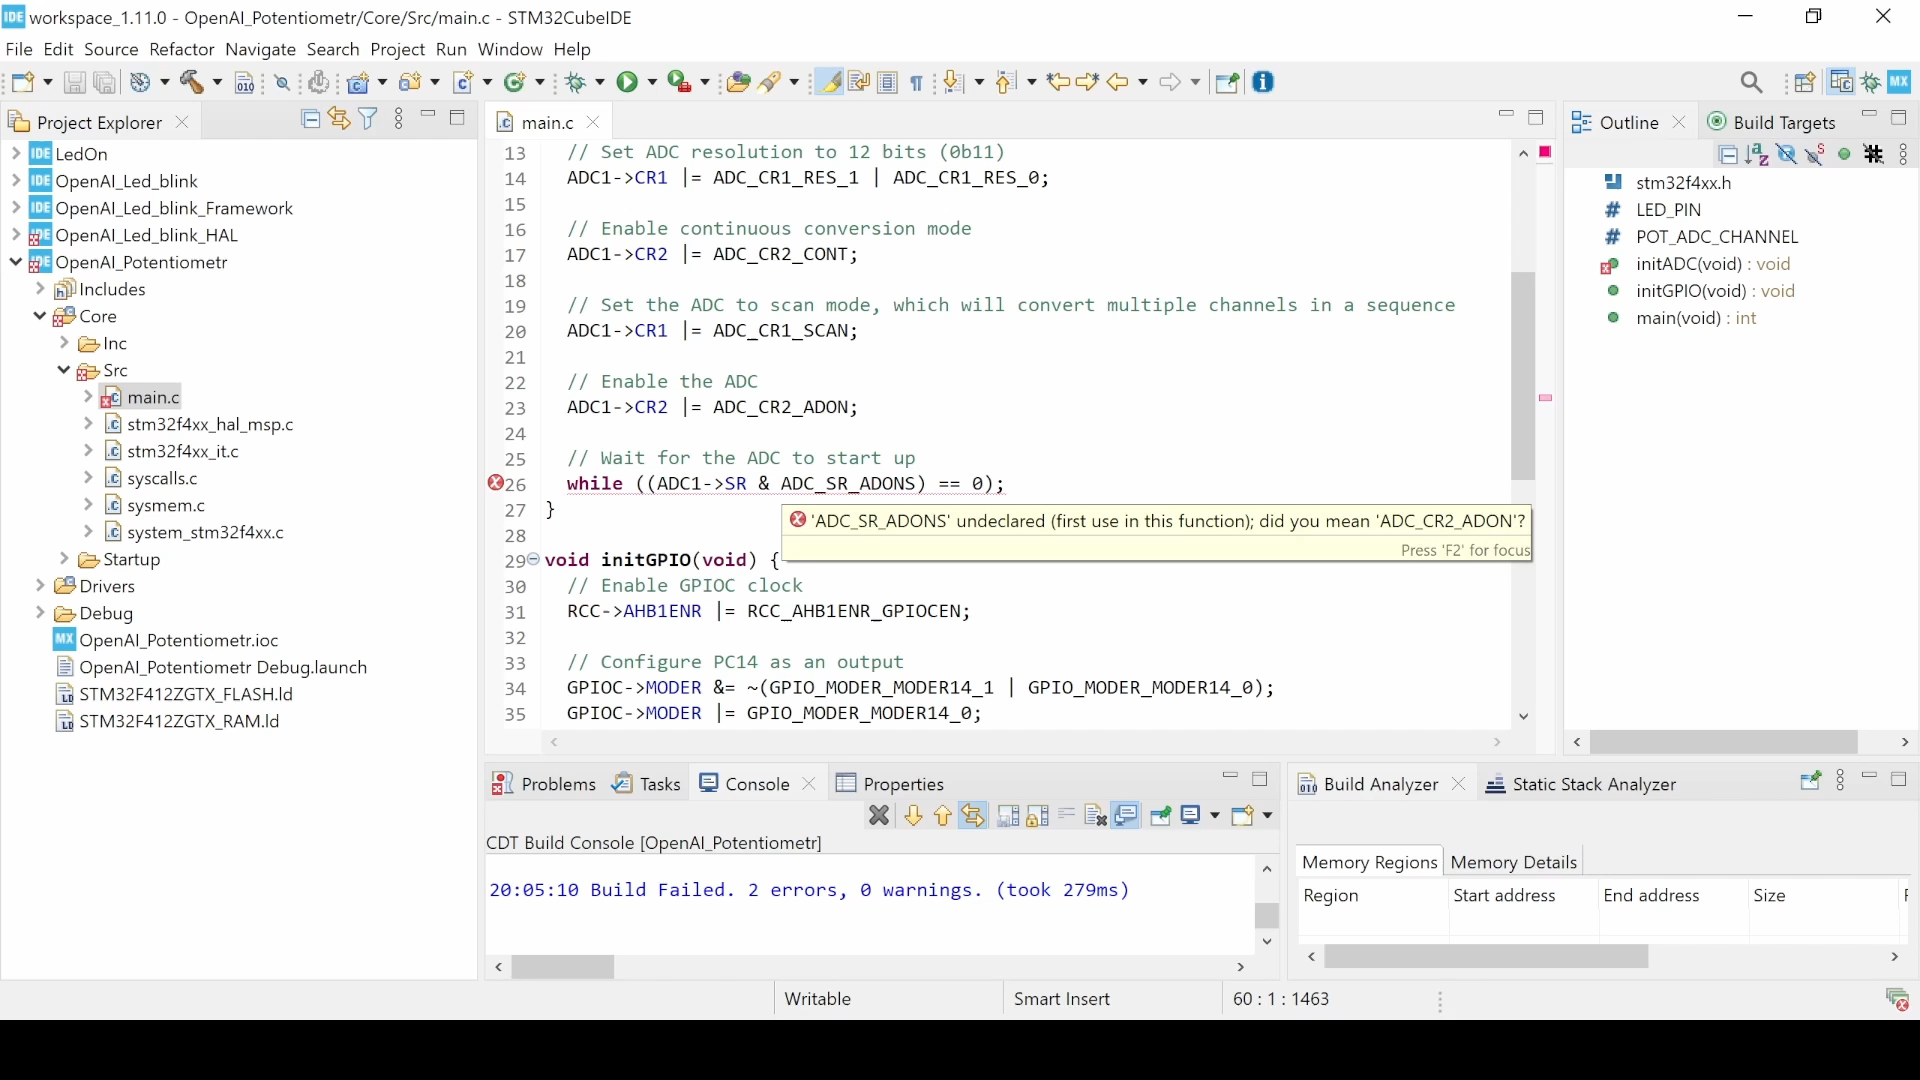 IDE workspace_1.11.0 - OpenAI_Potentiometr/Core/Src/main.c - STM32CubeIDE
File Edit Source Refactor Navigate Search Project Run Window Help
Project Explorer
IDE LedOn
IDE OpenAI_Led_blink
IDE OpenAI_Led_blink_Framework
OpenAI_Led_blink_HAL
OpenAI_Potentiometr
Includes
Core
Inc
Src
main.c
stm32f4xx_hal_msp.c
stm32f4xx_it.c
syscalls.c
sysmem.c
system_stm32f4xx.c
Startup
Drivers
Debug
MX OpenAI_Potentiometr.ioc
OpenAI_Potentiometr Debug.launch
STM32F412ZGTX_FLASH.ld
STM32F412ZGTX_RAM.ld
main.c
13 // Set ADC resolution to 12 bits (0b11)
14 ADC1->CR1 |= ADC_CR1_RES_1 | ADC_CR1_RES_0;
15
16 // Enable continuous conversion mode
17 ADC1->CR2 |= ADC_CR2_CONT;
18
19 // Set the ADC to scan mode, which will convert multiple channels in a sequence
20 ADC1->CR1 |= ADC_CR1_SCAN;
21
22 // Enable the ADC
23 ADC1->CR2 |= ADC_CR2_ADON;
24
25 // Wait for the ADC to start up
26 while ((ADC1->SR & ADC_SR_ADONS) == 0);
27 }
28
29 void initGPIO(void) {
30 // Enable GPIOC clock
31 RCC->AHB1ENR |= RCC_AHB1ENR_GPIOCEN;
32
33 // Configure PC14 as an output
34 GPIOC->MODER &= ~(GPIO_MODER_MODER14_1 | GPIO_MODER_MODER14_0);
35 GPIOC->MODER |= GPIO_MODER_MODER14_0;
'ADC_SR_ADONS' undeclared (first use in this function); did you mean 'ADC_CR2_ADON'?
Press 'F2' for focus
Outline Build Targets
stm32f4xx.h
# LED_PIN
# POT_ADC_CHANNEL
initADC(void) : void
initGPIO(void) : void
main(void) : int
Problems Tasks Console Properties
CDT Build Console [OpenAI_Potentiometr]
20:05:10 Build Failed. 2 errors, 0 warnings. (took 279ms)
Build Analyzer Static Stack Analyzer
Memory Regions Memory Details
Region Start address End address Size
Writable Smart Insert 60 : 1 : 1463